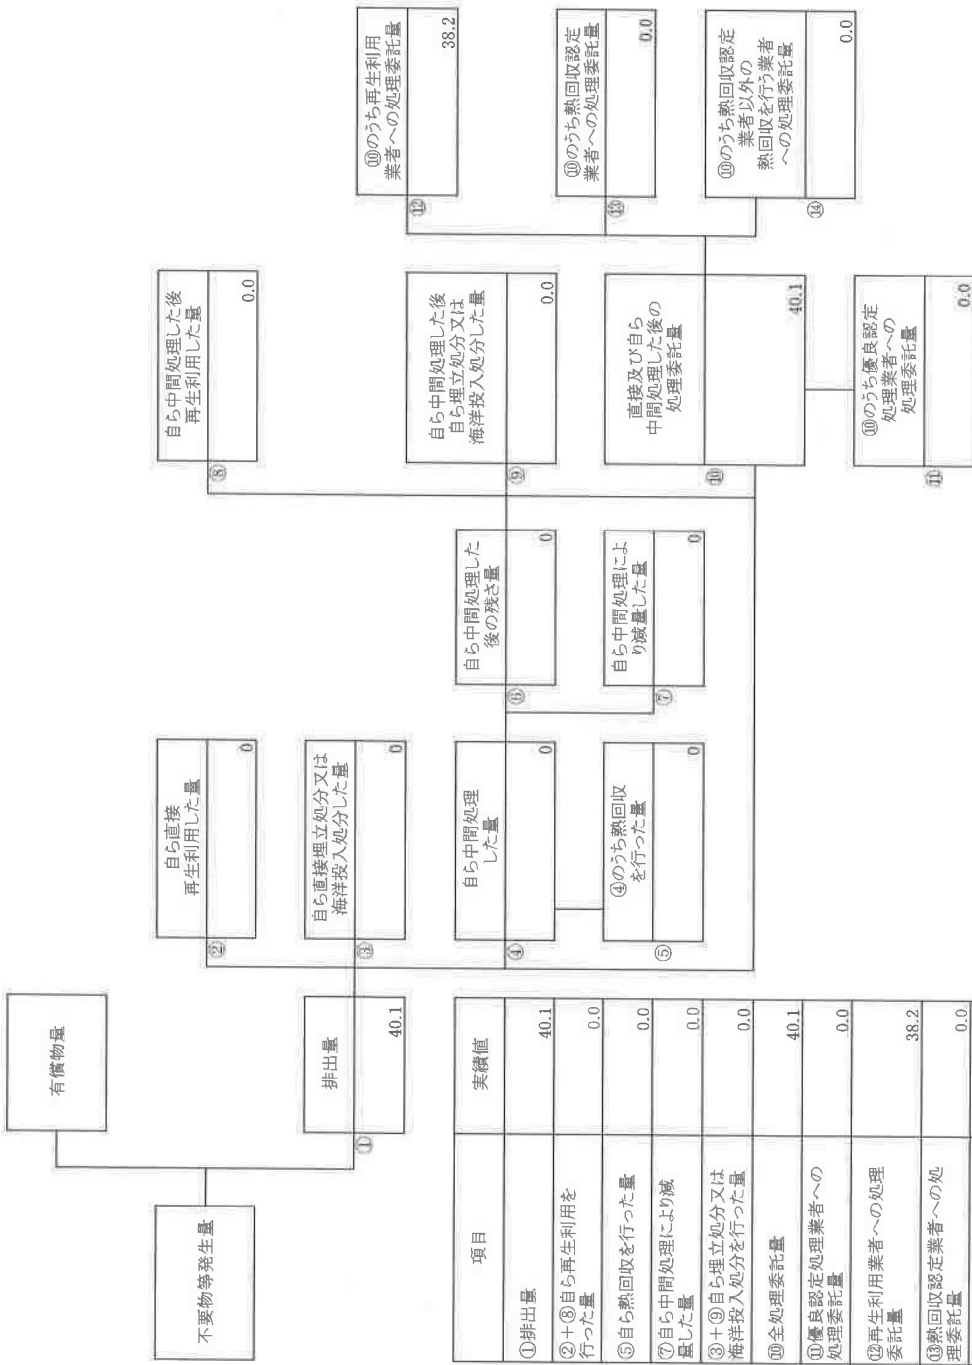 不要物等発生量
有償物量
排出量
40.1
①
②
自ら直接
再生利用した量
0
③
自ら直接埋立処分又は
海洋投入処分した量
0
④
自ら中間処理
した量
0
⑤
④のうち熱回収
を行った量
0
⑥
自ら中間処理した
後の残さ量
0
⑦
自ら中間処理によ
り減量した量
0
⑧
自ら中間処理した後
再生利用した量
0.0
⑨
自ら中間処理した後
自ら埋立処分又は
海洋投入処分した量
0.0
⑩
直接及び自ら
中間処理した後の
処理委託量
40.1
⑪
⑩のうち優良認定
処理業者への
処理委託量
0.0
⑫
⑩のうち再生利用
業者への処理委託量
38.2
⑬
⑩のうち熱回収認定
業者への処理委託量
0.0
⑭
⑩のうち熱回収認定
業者以外の
熱回収を行う業者
への処理委託量
0.0
項目 実績値
①排出量 40.1
②+⑧自ら再生利用を
行った量 0.0
⑤自ら熱回収を行った量 0.0
⑦自ら中間処理により減
量した量 0.0
③+⑨自ら埋立処分又は
海洋投入処分を行った量 0.0
⑩全処理委託量 40.1
⑪優良認定処理業者への
処理委託量 0.0
⑫再生利用業者への処理
委託量 38.2
⑬熱回収認定業者への処
理委託量 0.0